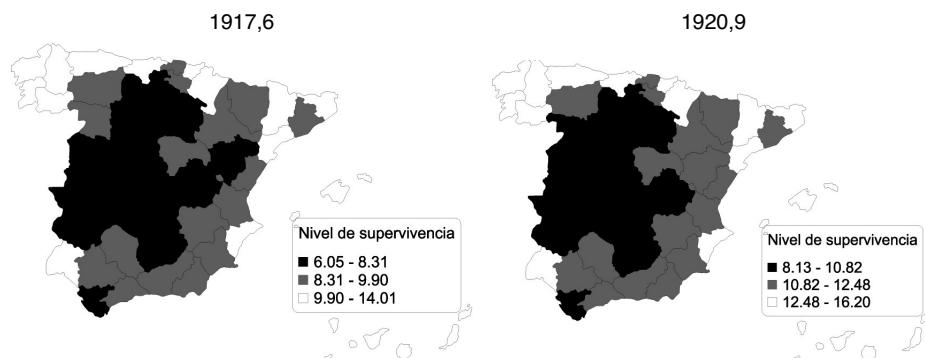 1917,6
1920,9
Nivel de supervivencia
6.05 - 8.31
8.31 - 9.90
9.90 - 14.01
Nivel de supervivencia
8.13 - 10.82
10.82 - 12.48
12.48 - 16.20